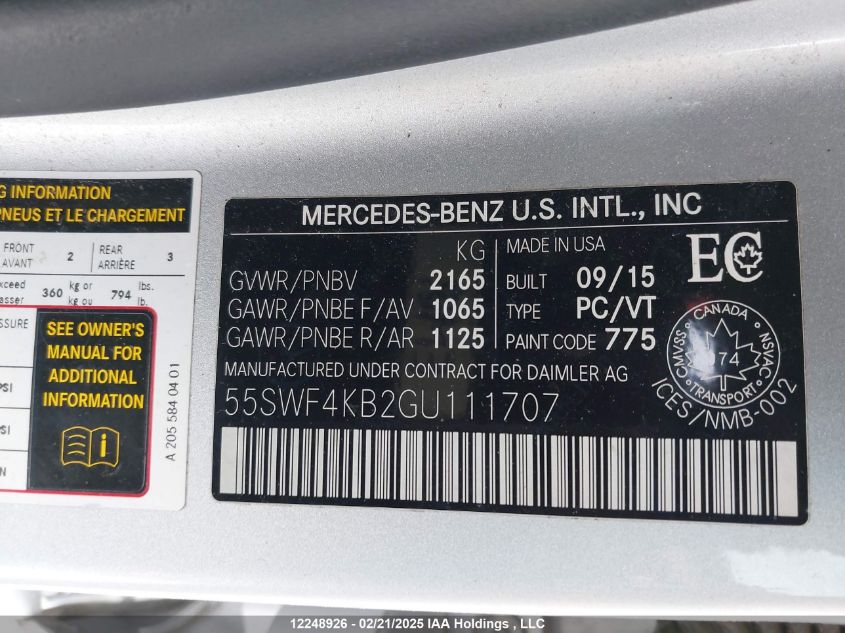 G INFORMATION
PNEUS ET LE CHARGEMENT
FRONT 2 REAR 3
AVANT ARRIÈRE
xceed 360 kg or 794 lbs.
asser kg ou lb.
SSURE
PSI
SI
N
SEE OWNER'S
MANUAL FOR
ADDITIONAL
INFORMATION
A 205 584 04 01
MERCEDES-BENZ U.S. INTL., INC
KG MADE IN USA
GVWR/PNBV 2165 BUILT 09/15
GAWR/PNBE F/AV 1065 TYPE PC/VT
GAWR/PNBE R/AR 1125 PAINT CODE 775
MANUFACTURED UNDER CONTRACT FOR DAIMLER AG
55SWF4KB2GU111707
EC
CANADA
CMVSS 74 NSVAC
TRANSPORT
ICES/NMB-002
12248926 - 02/21/2025 IAA Holdings , LLC